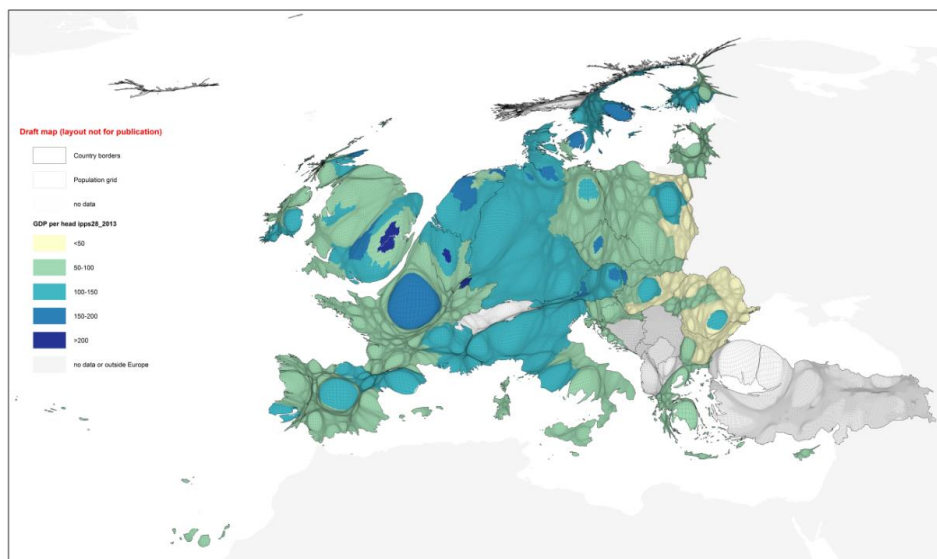 Draft map (layout not for publication)
Country borders
Population grid
no data
GDP per head ipps28_2013
<50
50-100
100-150
150-200
>200
no data or outside Europe